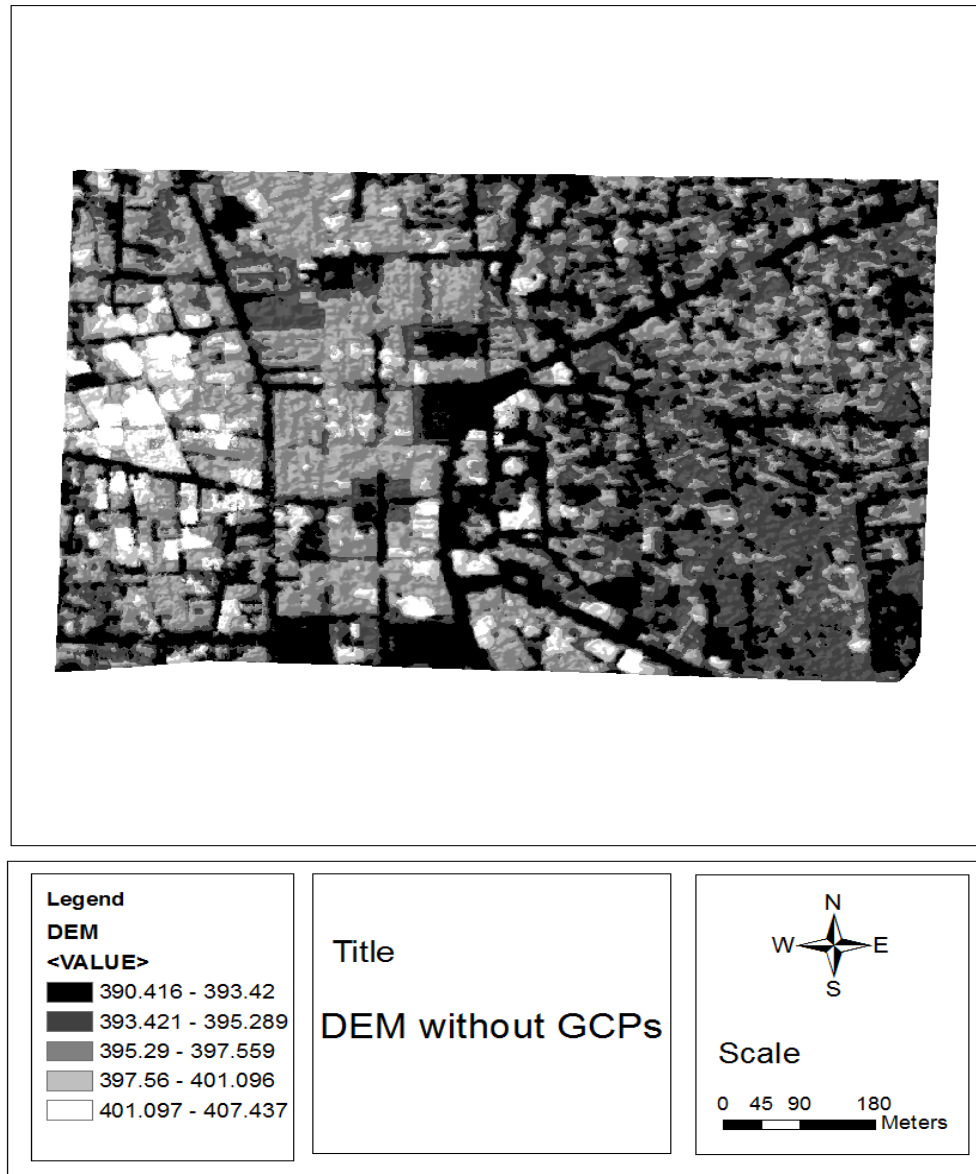 Legend
DEM
<VALUE>
390.416 - 393.42
393.421 - 395.289
395.29 - 397.559
397.56 - 401.096
401.097 - 407.437
Title
DEM without GCPs
N
W E
S
Scale
0 45 90 180
Meters